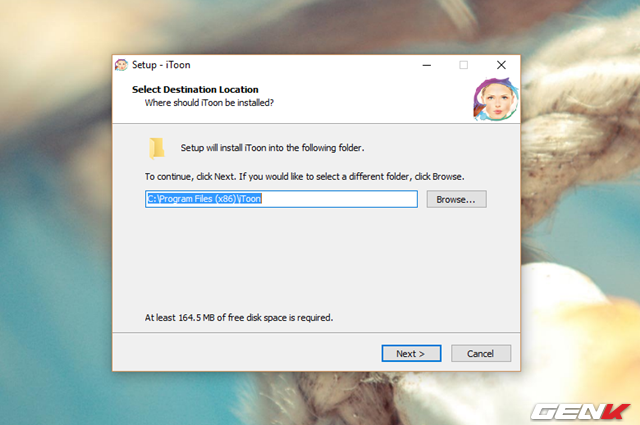 Setup - iToon
Select Destination Location
Where should iToon be installed?
Setup will install iToon into the following folder.
To continue, click Next. If you would like to select a different folder, click Browse.
C:\Program Files (x86)\iToon
Browse...
At least 164.5 MB of free disk space is required.
Next >
Cancel
GENK